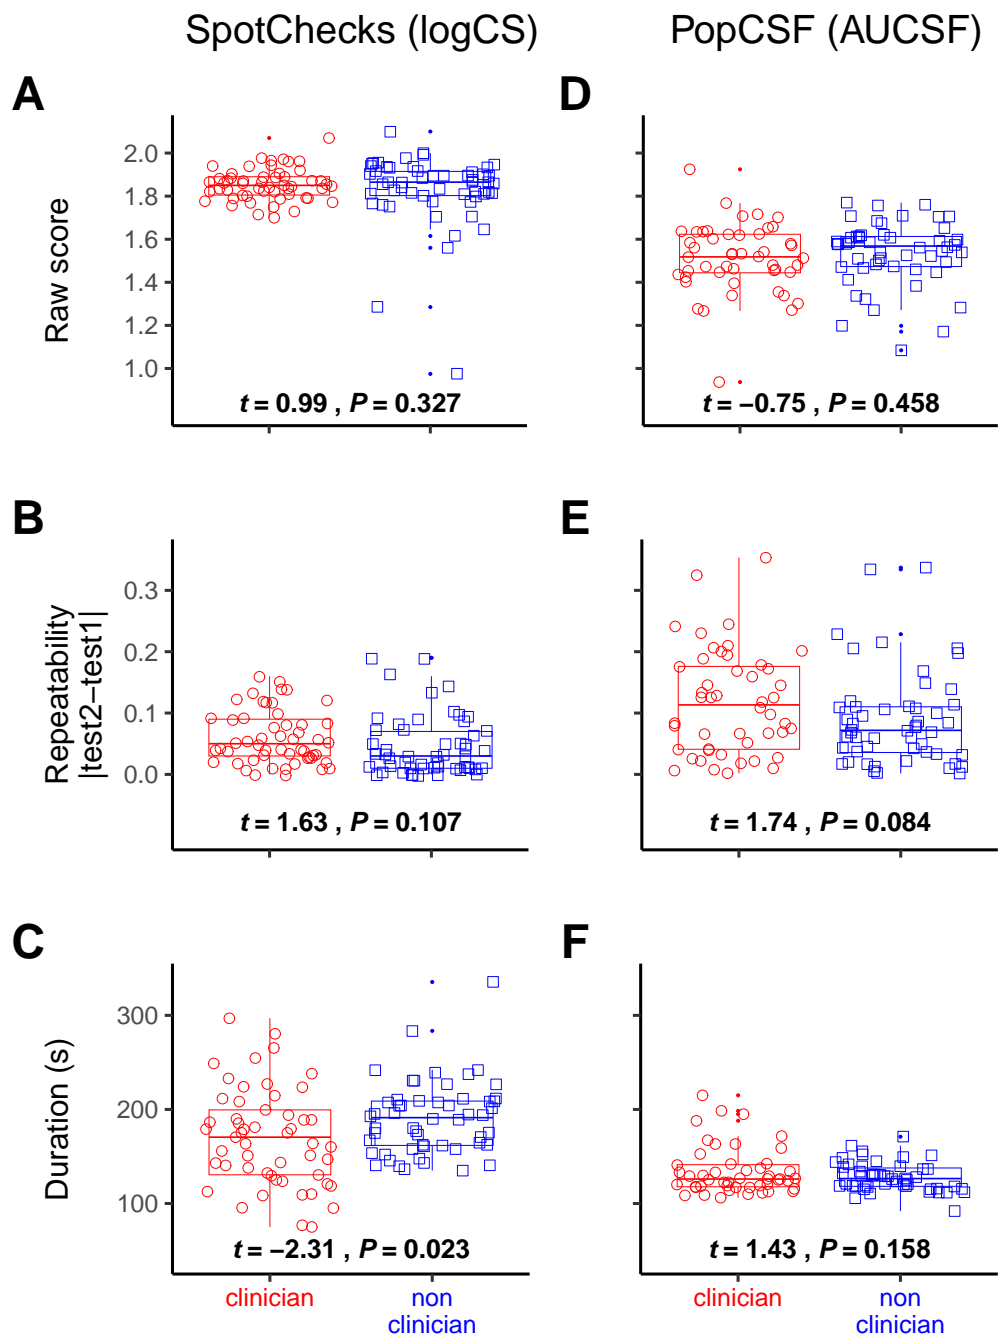 SpotChecks (logCS)
PopCSF (AUCSF)
A
D
Raw score
2.0
1.8
1.6
1.4
1.2
1.0
t = 0.99 , P = 0.327
t = −0.75 , P = 0.458
B
E
Repeatability
|test2−test1|
0.3
0.2
0.1
0.0
t = 1.63 , P = 0.107
t = 1.74 , P = 0.084
C
F
Duration (s)
300
200
100
t = −2.31 , P = 0.023
t = 1.43 , P = 0.158
clinician
non
clinician
clinician
non
clinician